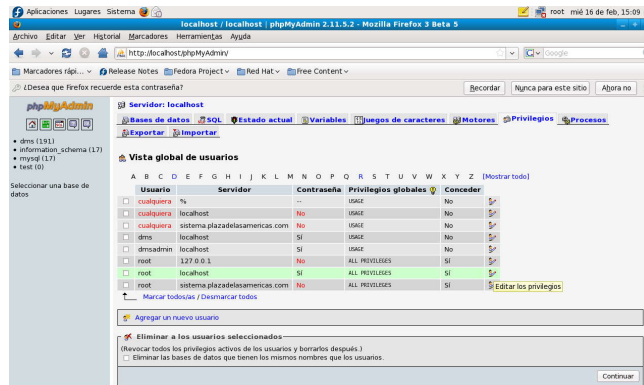 Aplicaciones Lugares Sistema root mié 16 de feb, 15:09
localhost / localhost | phpMyAdmin 2.11.5.2 - Mozilla Firefox 3 Beta 5
Archivo Editar Ver Historial Marcadores Herramientas Ayuda
http://localhost/phpMyAdmin/ Google
Marcadores rápi... Release Notes Fedora Project Red Hat Free Content
¿Desea que Firefox recuerde esta contraseña? Recordar Nunca para este sitio Ahora no
phpMyAdmin
dms (191)
information_schema (17)
mysql (17)
test (0)
Seleccionar una base de
datos
Servidor: localhost
Bases de datos SQL Estado actual Variables Juegos de caracteres Motores Privilegios Procesos
Exportar Importar
Vista global de usuarios
A B C D E F G H I J K L M N O P Q R S T U V W X Y Z [Mostrar todo]
Usuario Servidor Contraseña Privilegios globales Conceder
cualquiera % -- USAGE No
cualquiera localhost No USAGE No
cualquiera sistema.plazadelasamericas.com No USAGE No
dms localhost Sí USAGE No
dmsadmin localhost Sí USAGE No
root 127.0.0.1 No ALL PRIVILEGES Sí
root localhost Sí ALL PRIVILEGES Sí
root sistema.plazadelasamericas.com No ALL PRIVILEGES Sí
Editar los privilegios
Marcar todos/as / Desmarcar todos
Agregar un nuevo usuario
Eliminar a los usuarios seleccionados
(Revocar todos los privilegios activos de los usuarios y borrarlos después.)
Eliminar las bases de datos que tienen los mismos nombres que los usuarios.
Continuar